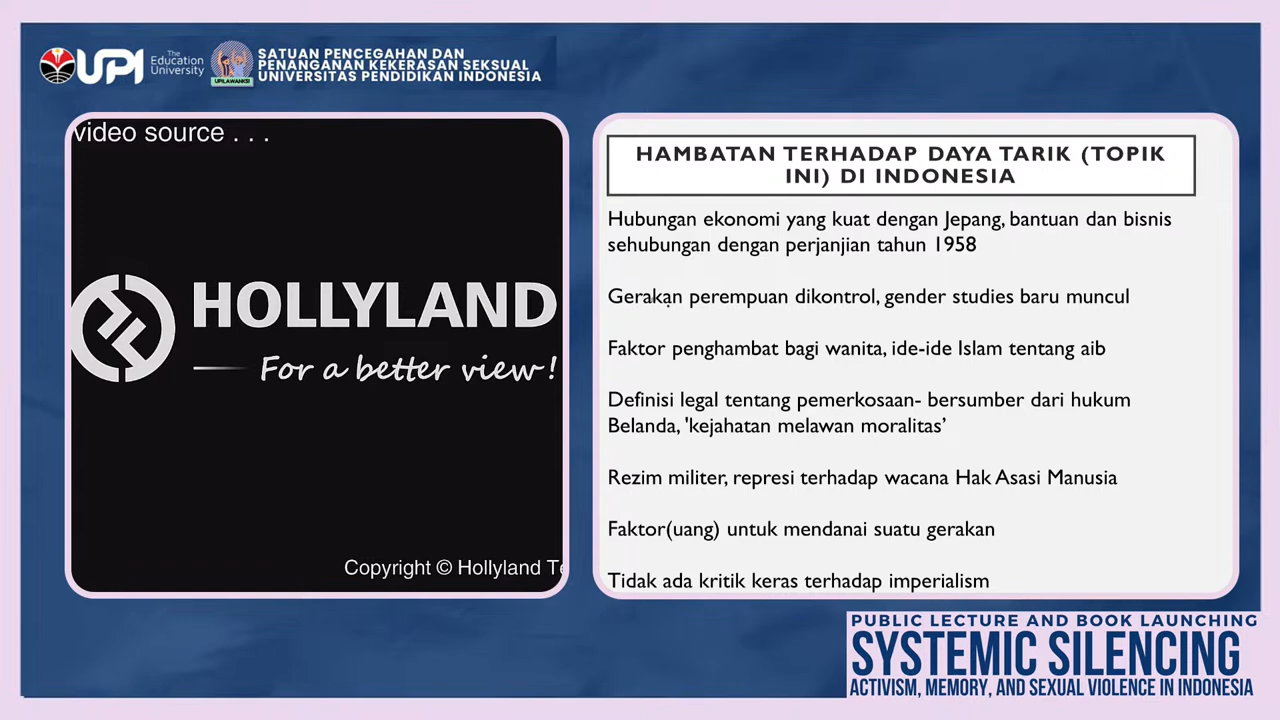 UPI
The
Education
University
UPILAWANKS!
SATUAN PENCEGAHAN DAN
PENANGANAN KEKERASAN SEKSUAL
UNIVERSITAS PENDIDIKAN INDONESIA
video source . . .
HOLLYLAND
For a better view!
Copyright © Hollyland Te
HAMBATAN TERHADAP DAYA TARIK (TOPIK
INI) DI INDONESIA
Hubungan ekonomi yang kuat dengan Jepang, bantuan dan bisnis
sehubungan dengan perjanjian tahun 1958
Gerakan perempuan dikontrol, gender studies baru muncul
Faktor penghambat bagi wanita, ide-ide Islam tentang aib
Definisi legal tentang pemerkosaan- bersumber dari hukum
Belanda, 'kejahatan melawan moralitas’
Rezim militer, represi terhadap wacana Hak Asasi Manusia
Faktor(uang) untuk mendanai suatu gerakan
Tidak ada kritik keras terhadap imperialism
PUBLIC LECTURE AND BOOK LAUNCHING
SYSTEMIC SILENCING
ACTIVISM, MEMORY, AND SEXUAL VIOLENCE IN INDONESIA